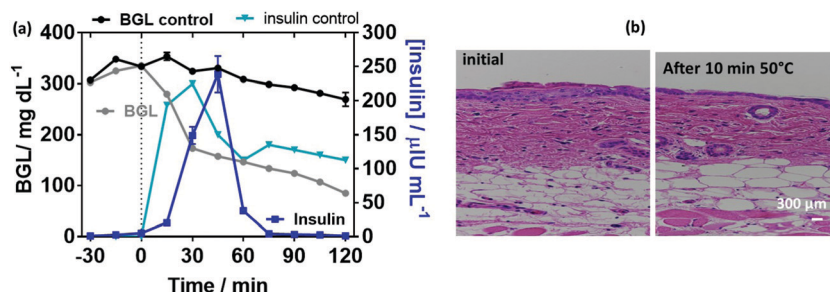 (a)
BGL control
insulin control
BGL/ mg dL⁻¹
400
300
200
100
0
BGL
Insulin
300
250
200
150
100
50
0
[insulin] / µIU mL⁻¹
-30 0 30 60 90 120
Time / min
(b)
initial
After 10 min 50°C
300 µm